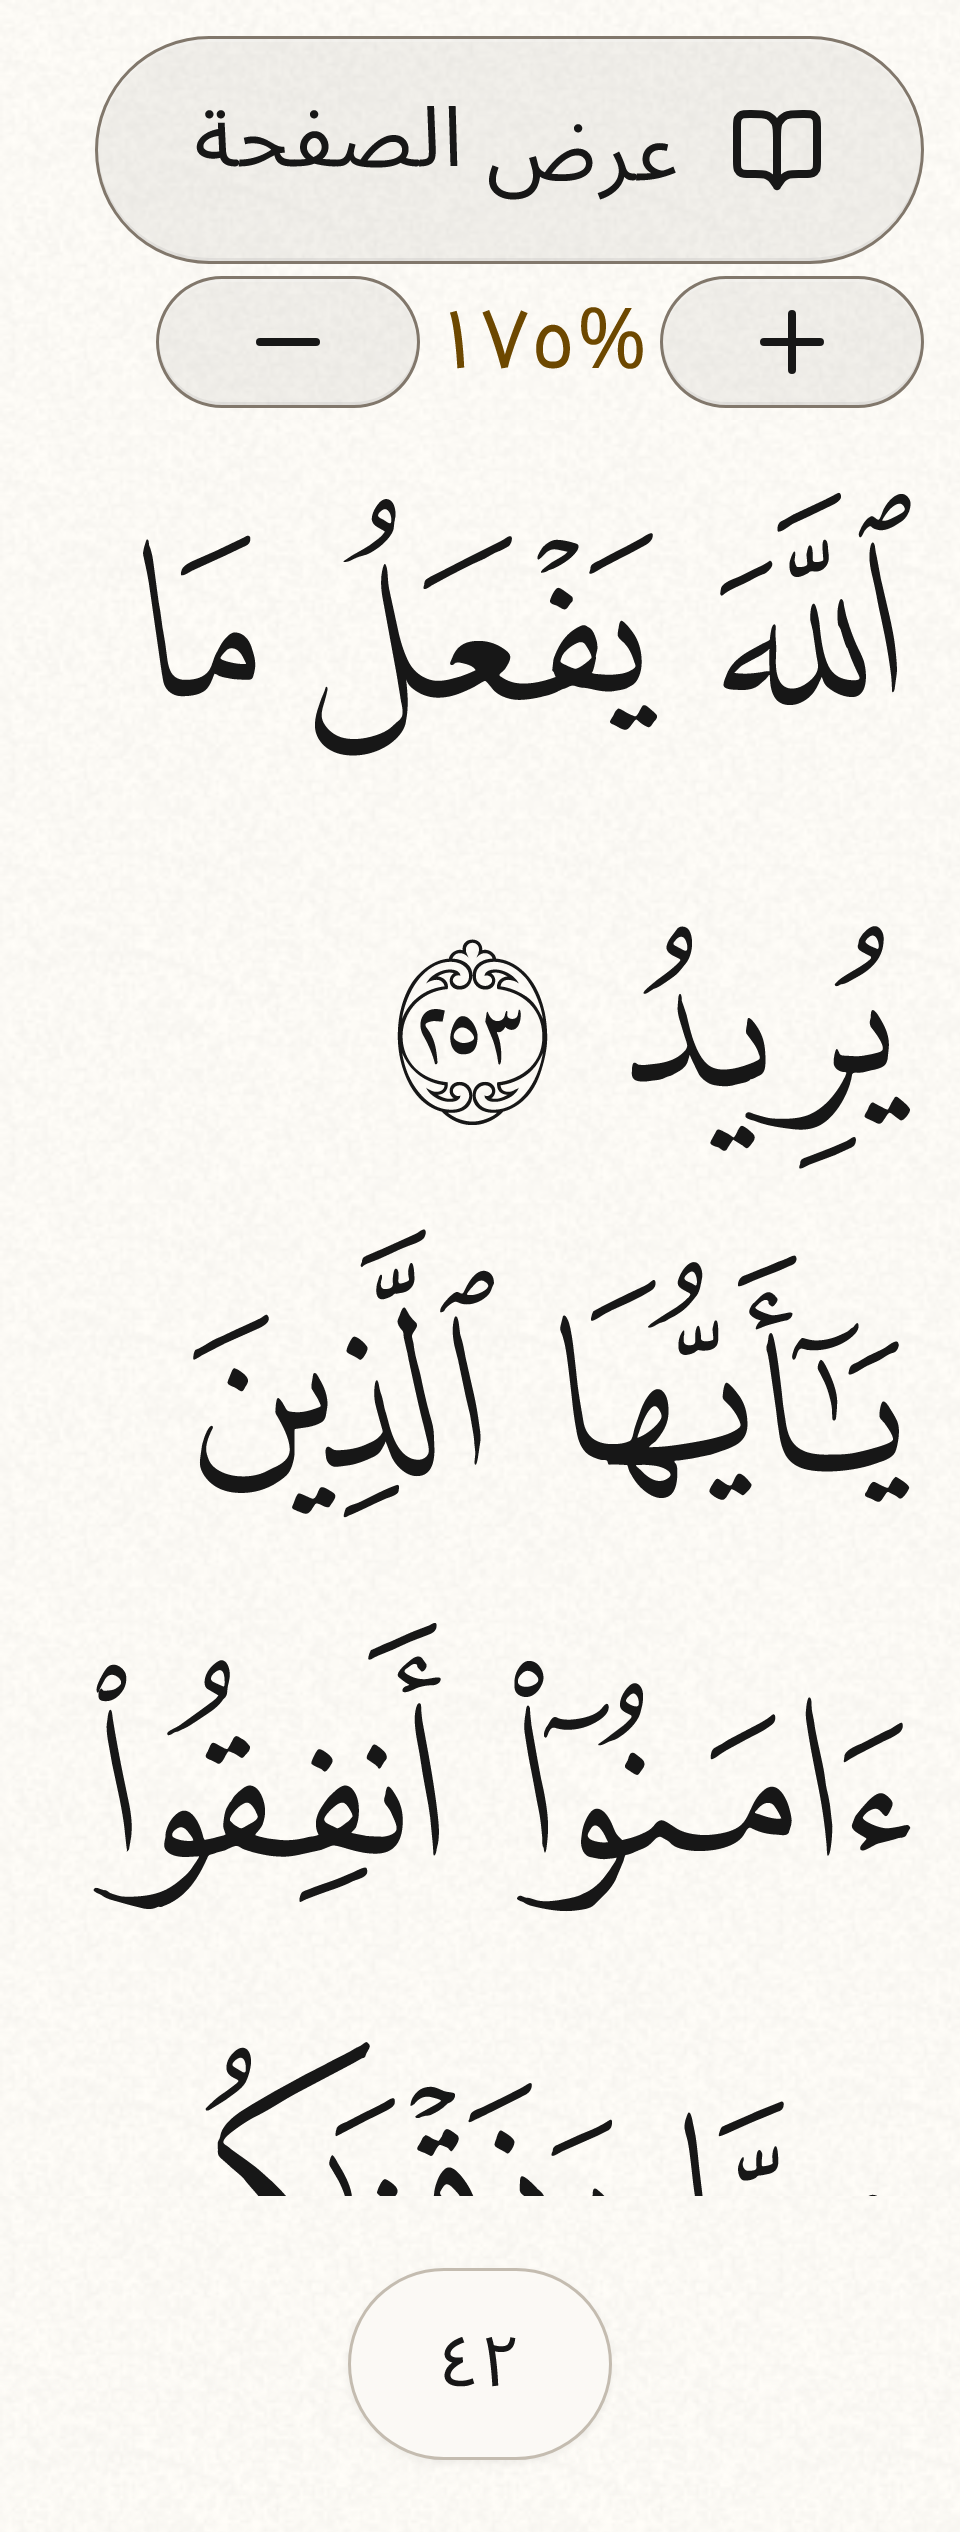 عرض الصفحة
١٧٥%
ٱللَّهَ يَفۡعَلُ مَا
يُرِيدُ ٢٥٣
يَـٰٓأَيُّهَا ٱلَّذِينَ
ءَامَنُوٓاْ أَنفِقُواْ
٤٢